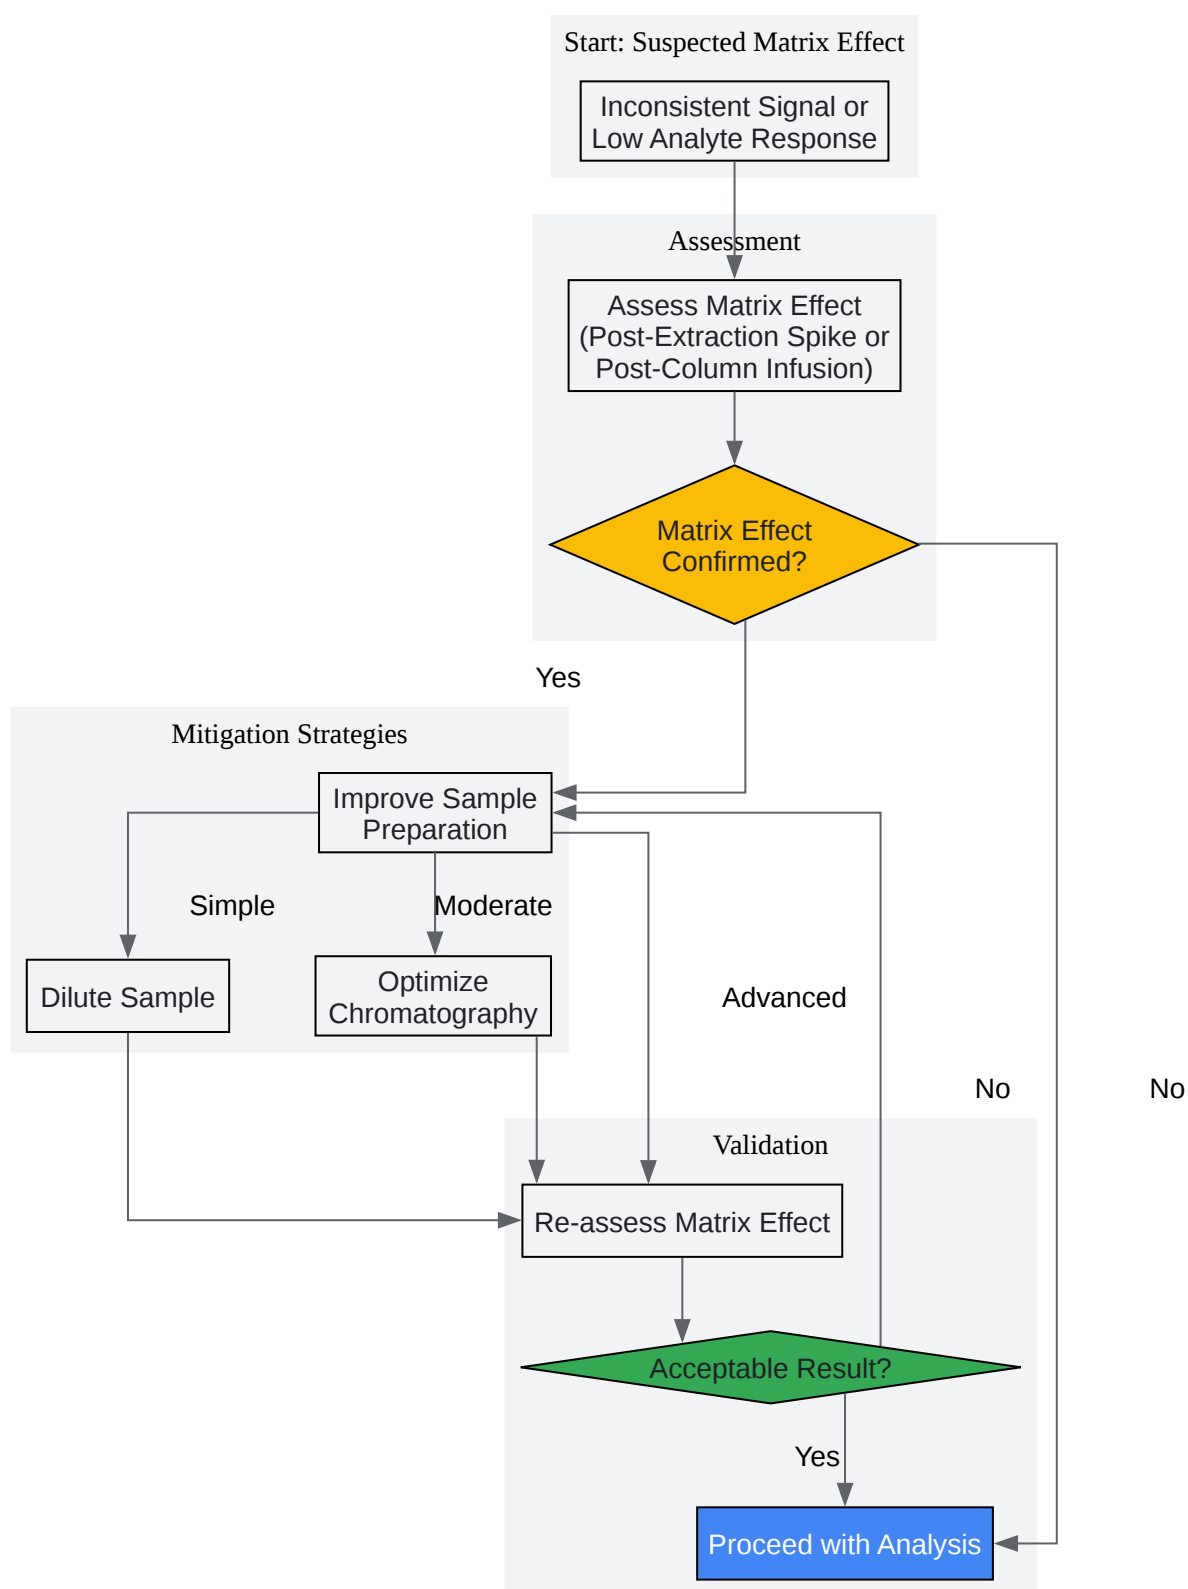 Start: Suspected Matrix Effect
Inconsistent Signal or
Low Analyte Response
Assessment
Assess Matrix Effect
(Post-Extraction Spike or
Post-Column Infusion)
Matrix Effect
Confirmed?
Yes
Mitigation Strategies
Improve Sample
Preparation
Simple
Moderate
Dilute Sample
Optimize
Chromatography
Advanced
No
No
Validation
Re-assess Matrix Effect
Acceptable Result?
Yes
Proceed with Analysis